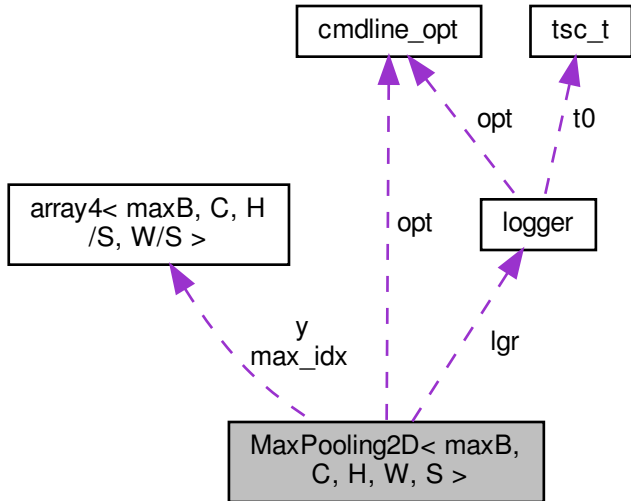 cmdline_opt
tsc_t
opt
t0
array4< maxB, C, H
/S, W/S >
opt
logger
y
max_idx
lgr
MaxPooling2D< maxB,
C, H, W, S >